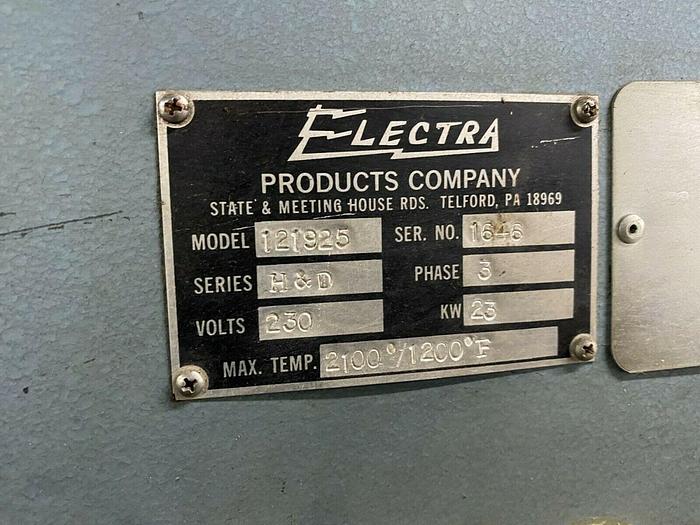 ELECTRA
PRODUCTS COMPANY
STATE & MEETING HOUSE RDS. TELFORD, PA 18969
MODEL 121925 SER. NO. 1646
SERIES H&D PHASE 3
VOLTS 230 KW 23
MAX. TEMP. 2100°/1200°F